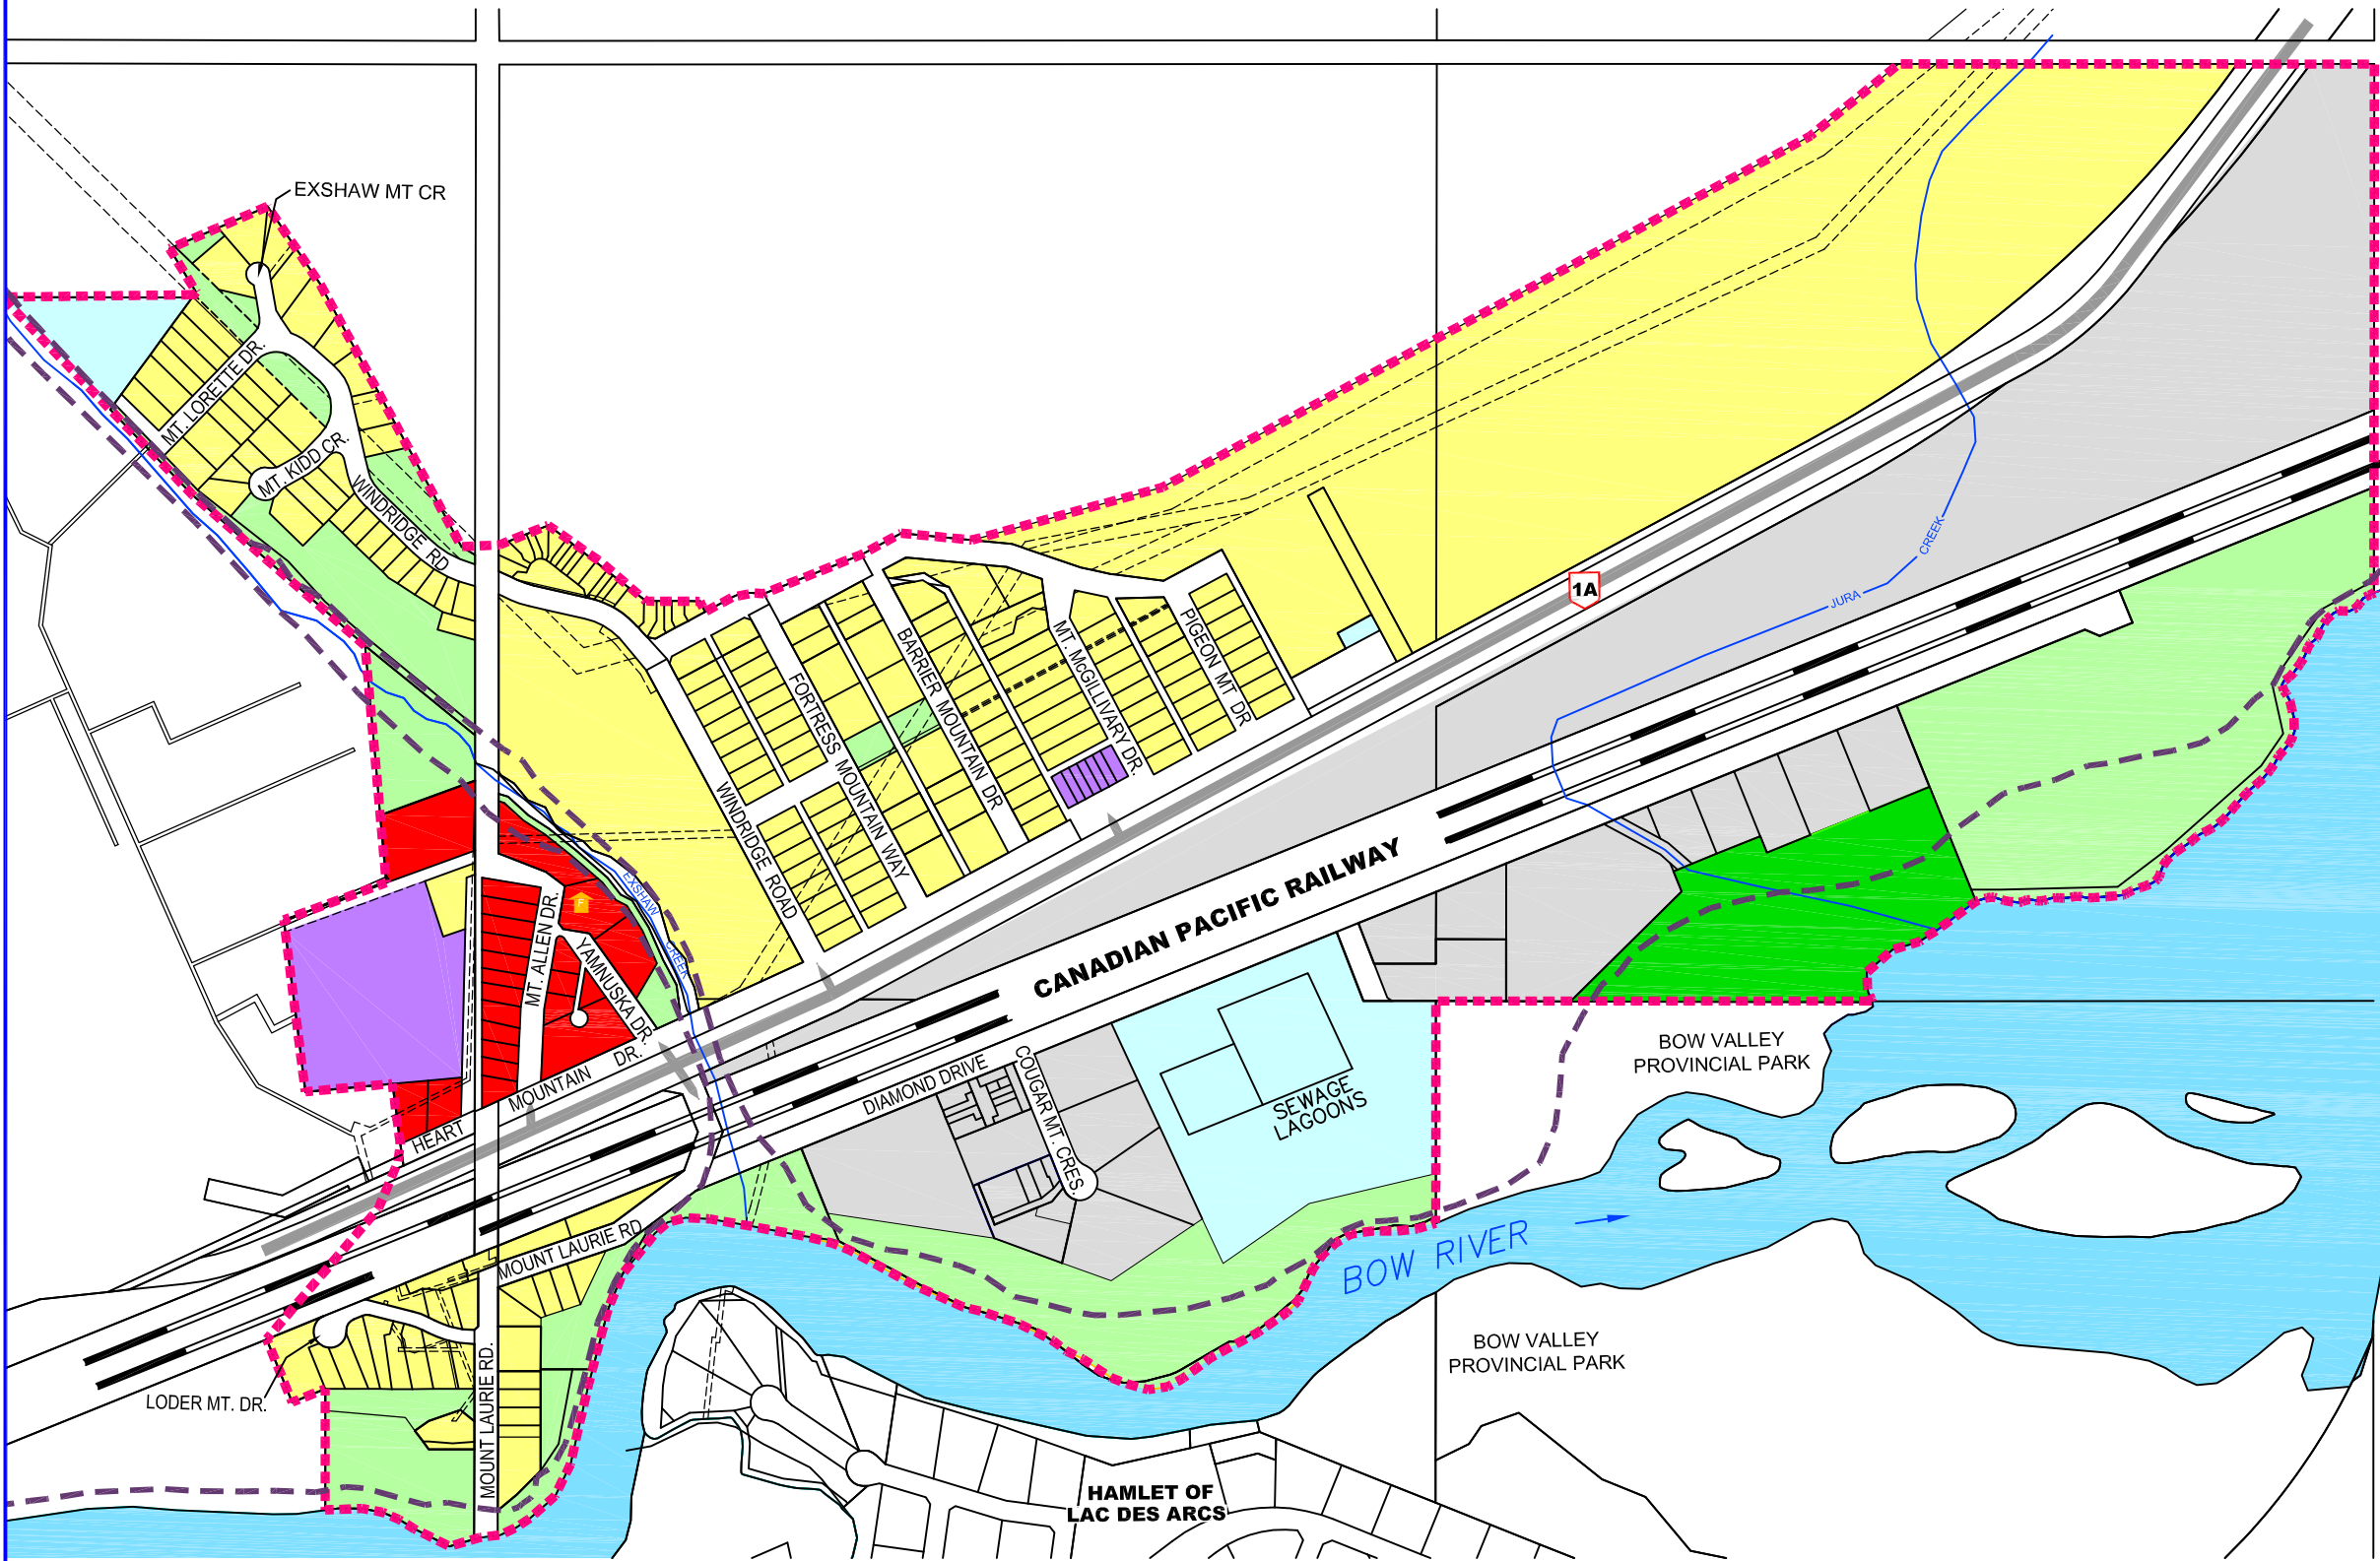 EXSHAW MT CR
MT. LORETTE DR.
MT. KIDD CR.
WINDRIDGE RD
1A
CREEK
JURA
BARRIER MOUNTAIN DR
MT. McGILLIVARY DR.
PIGEON MT DR
FORTRESS MOUNTAIN WAY
WINDRIDGE ROAD
CANADIAN PACIFIC RAILWAY
EXSHAW
CREEK
F
MT. ALLEN DR.
YAMNUSKA DR.
HEART MOUNTAIN DR.
DIAMOND DRIVE
COUGAR MT. CRES.
SEWAGE
LAGOONS
BOW VALLEY
PROVINCIAL PARK
MOUNT LAURIE RD
BOW RIVER
BOW VALLEY
PROVINCIAL PARK
LODER MT. DR.
MOUNT LAURIE RD.
HAMLET OF
LAC DES ARCS